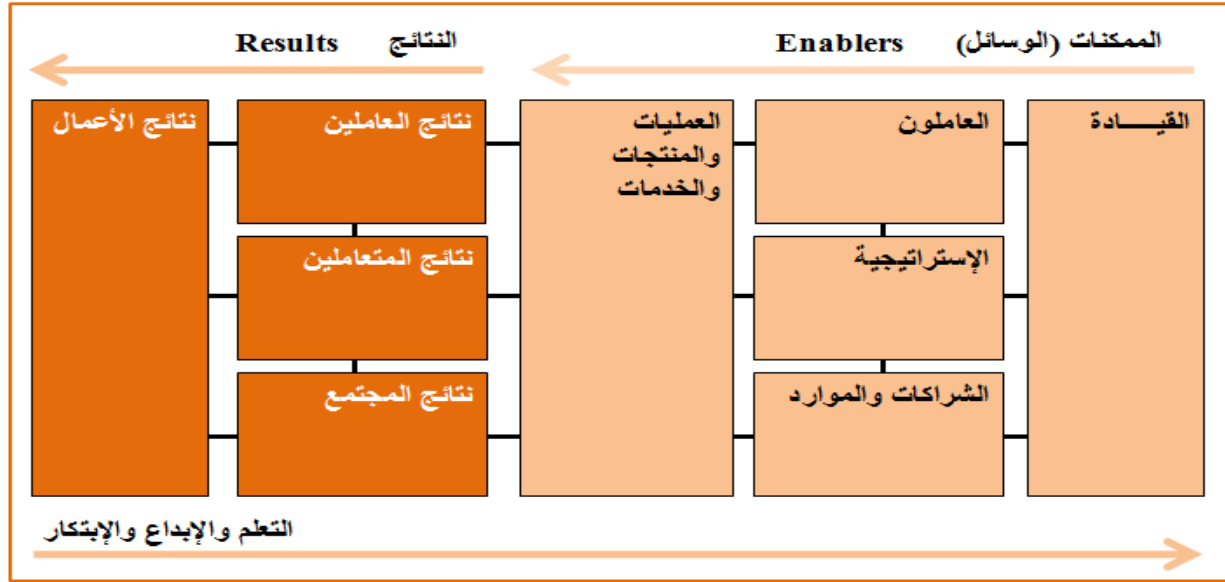 الممكنات (الوسائل) Enablers
النتائج Results
القيـــــادة
العاملون
الإستراتيجية
الشراكات والموارد
العمليات
والمنتجات
والخدمات
نتائج العاملين
نتائج المتعاملين
نتائج المجتمع
نتائج الأعمال
التعلم والإبداع والإبتكار